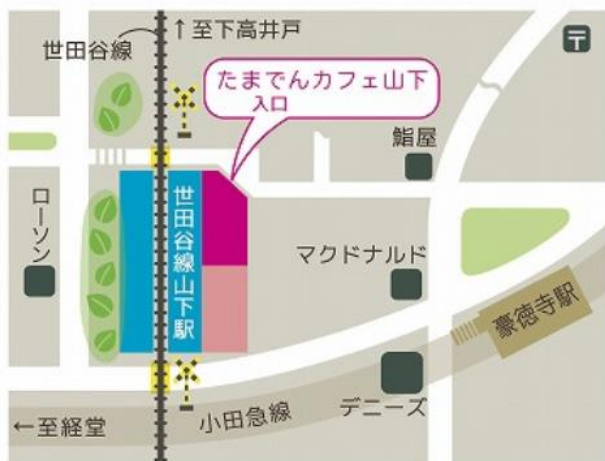 世田谷線
↑至下高井戸
〒
たまでんカフェ山下
入口
鮨屋
ローソン
世田谷線山下駅
マクドナルド
豪徳寺駅
デニーズ
小田急線
←至経堂